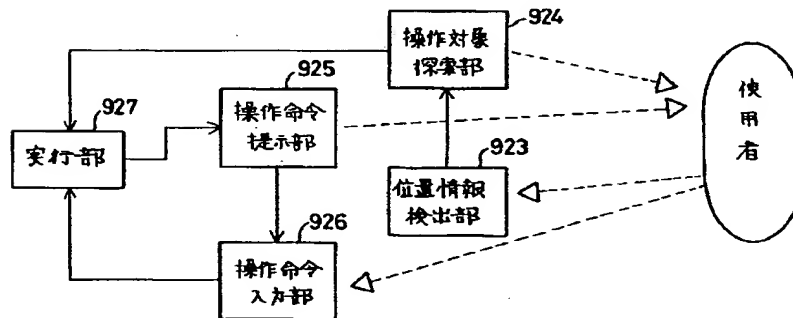 924
操作対象
探索部
925
操作命令
提示部
927
実行部
923
位置情報
検出部
926
操作命令
入力部
使用者